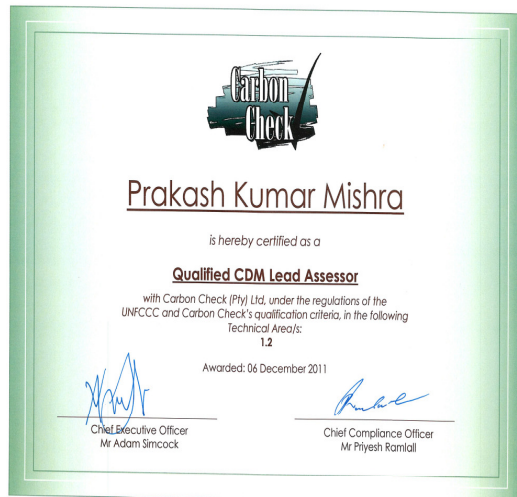 Carbon
Check
Prakash Kumar Mishra
is hereby certified as a
Qualified CDM Lead Assessor
with Carbon Check (Pty) Ltd, under the regulations of the
UNFCCC and Carbon Check's qualification criteria, in the following
Technical Area/s:
1.2
Awarded: 06 December 2011
Chief Executive Officer
Mr Adam Simcock
Chief Compliance Officer
Mr Priyesh Ramlall